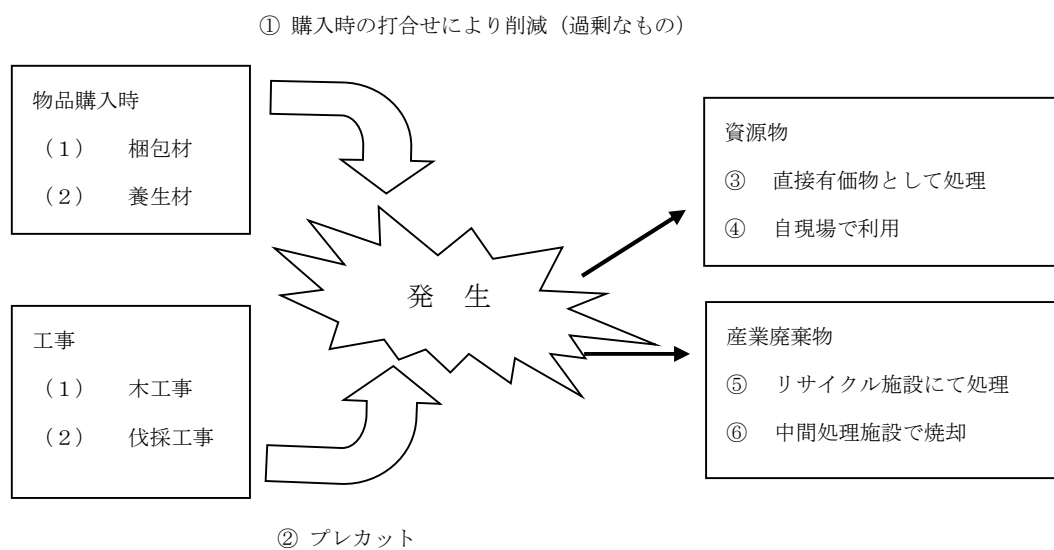 ① 購入時の打合せにより削減（過剰なもの）
物品購入時
（１）　梱包材
（２）　養生材
工事
（１）　木工事
（２）　伐採工事
② プレカット
発　生
資源物
③　直接有価物として処理
④　自現場で利用
産業廃棄物
⑤　リサイクル施設にて処理
⑥　中間処理施設で焼却